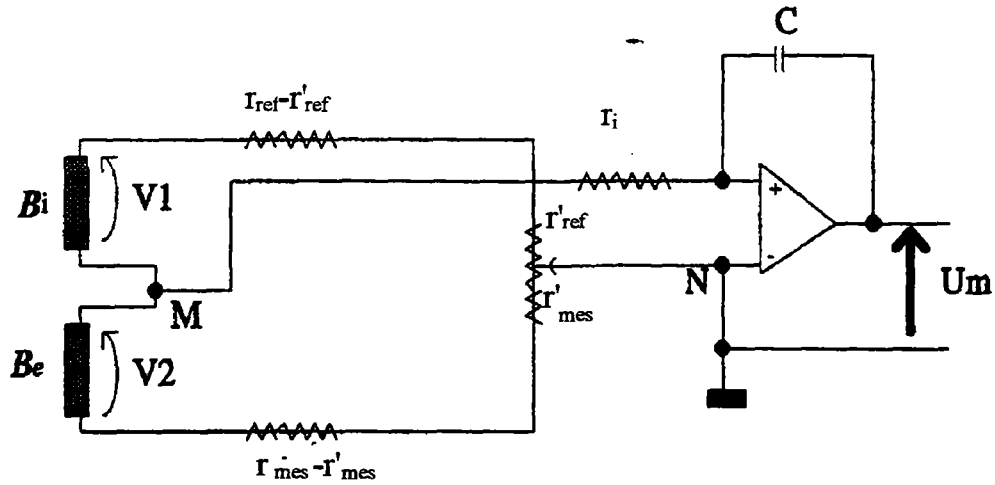 C
r_ref-r'_ref
r_i
Bi
V1
+
r'_ref
-
N
r'_mes
Um
M
Be
V2
r_mes-r'_mes